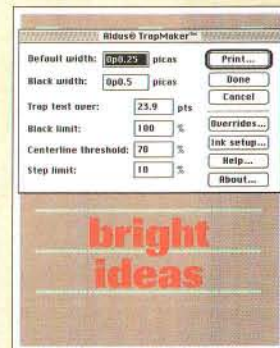 Aldus® TrapMaker™
Default width: 0p0.25 picas
Print...
Black width: 0p0.5 picas
Done
Cancel
Trap text over: 23.9 pts
Overrides...
Black limit: 100 %
Ink setup...
Centerline threshold: 70 %
Help...
Step limit: 10 %
About...
bright
ideas